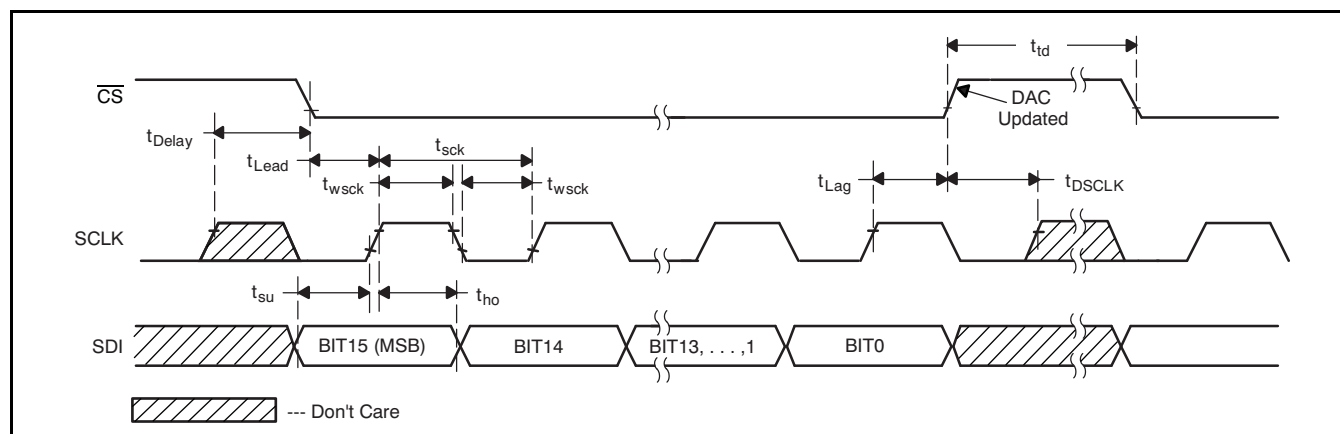 t_td
C̅S̅
DAC
Updated
t_Delay
t_Lead
t_sck
t_wsck
t_wsck
t_Lag
t_DSCLK
SCLK
t_su
t_ho
SDI
BIT15 (MSB)
BIT14
BIT13, . . . ,1
BIT0
--- Don't Care